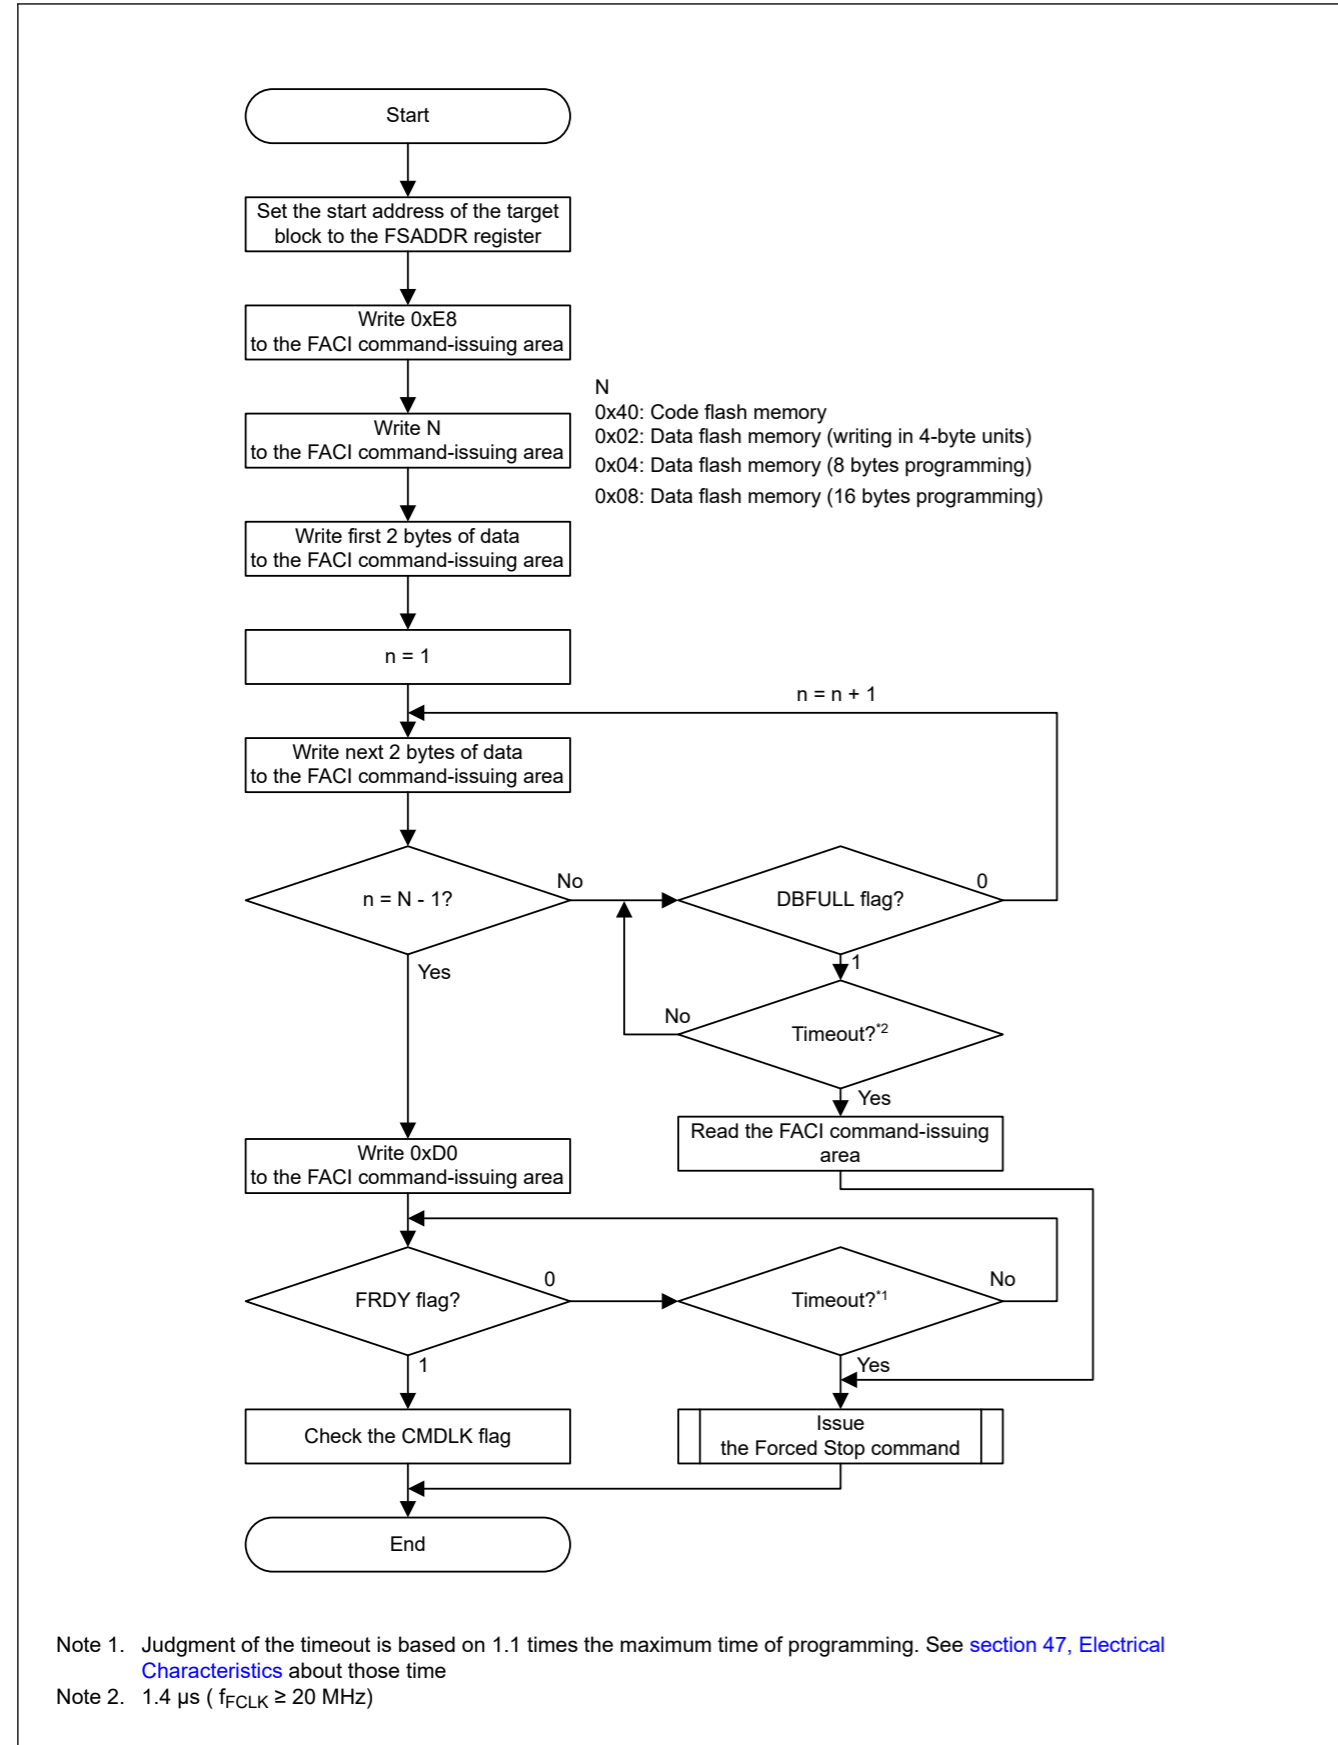 Start
Set the start address of the target
block to the FSADDR register
Write 0xE8
to the FACI command-issuing area
N
0x40: Code flash memory
0x02: Data flash memory (writing in 4-byte units)
0x04: Data flash memory (8 bytes programming)
0x08: Data flash memory (16 bytes programming)
Write N
to the FACI command-issuing area
Write first 2 bytes of data
to the FACI command-issuing area
n = 1
n = n + 1
Write next 2 bytes of data
to the FACI command-issuing area
n = N - 1?
No
DBFULL flag?
0
Yes
1
No
Timeout?*2
Yes
Read the FACI command-issuing
area
Write 0xD0
to the FACI command-issuing area
FRDY flag?
0
Timeout?*1
No
1
Yes
Check the CMDLK flag
Issue
the Forced Stop command
End
Note 1. Judgment of the timeout is based on 1.1 times the maximum time of programming. See section 47, Electrical
Characteristics about those time
Note 2. 1.4 µs ( fFCLK ≥ 20 MHz)